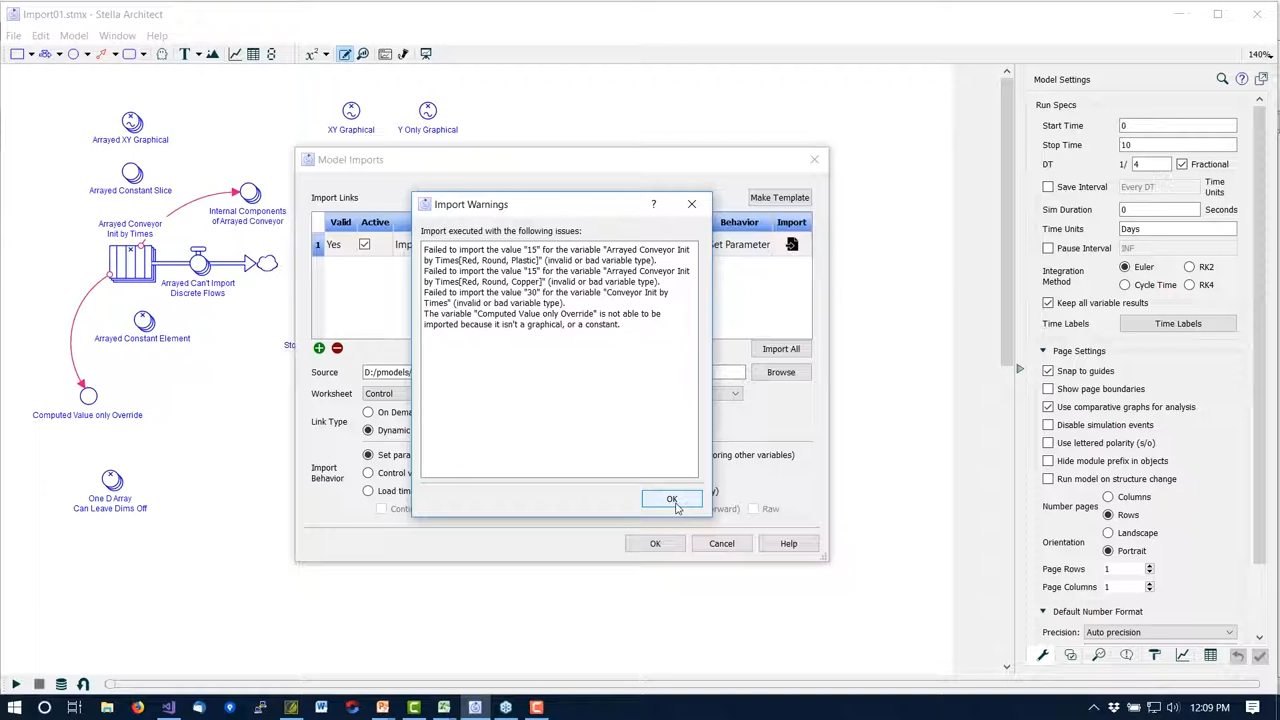 Import01.stmx - Stella Architect
File Edit Model Window Help
140%
Arrayed XY Graphical
XY Graphical
Y Only Graphical
Arrayed Constant Slice
Arrayed Conveyor
Init by Times
Internal Components
of Arrayed Conveyor
Arrayed Can't Import
Discrete Flows
Arrayed Constant Element
Computed Value only Override
One D Array
Can Leave Dims Off
Model Imports
Import Links
Make Template
Valid Active Behavior Import
1 Yes Set Parameter
Import All
Source D:/pmodels/ Browse
Worksheet Control
Link Type
On Dema
Dynamic
Import
Behavior
Set para
oring other variables)
Control v
Load tim
forward) Raw
OK Cancel Help
Import Warnings
?
Import executed with the following issues:
Failed to import the value "15" for the variable "Arrayed Conveyor Init
by Times[Red, Round, Plastic]" (invalid or bad variable type).
Failed to import the value "15" for the variable "Arrayed Conveyor Init
by Times[Red, Round, Copper]" (invalid or bad variable type).
Failed to import the value "30" for the variable "Conveyor Init by
Times" (invalid or bad variable type).
The variable "Computed Value only Override" is not able to be
imported because it isn't a graphical, or a constant.
OK
Model Settings
Run Specs
Start Time 0
Stop Time 10
DT 1/ 4 Fractional
Save Interval Every DT Time
Units
Sim Duration 0 Seconds
Time Units Days
Pause Interval INF
Integration
Method
Euler RK2
Cycle Time RK4
Keep all variable results
Time Labels Time Labels
Page Settings
Snap to guides
Show page boundaries
Use comparative graphs for analysis
Disable simulation events
Use lettered polarity (s/o)
Hide module prefix in objects
Run model on structure change
Number pages
Columns
Rows
Orientation
Landscape
Portrait
Page Rows 1
Page Columns 1
Default Number Format
Precision: Auto precision
12:09 PM